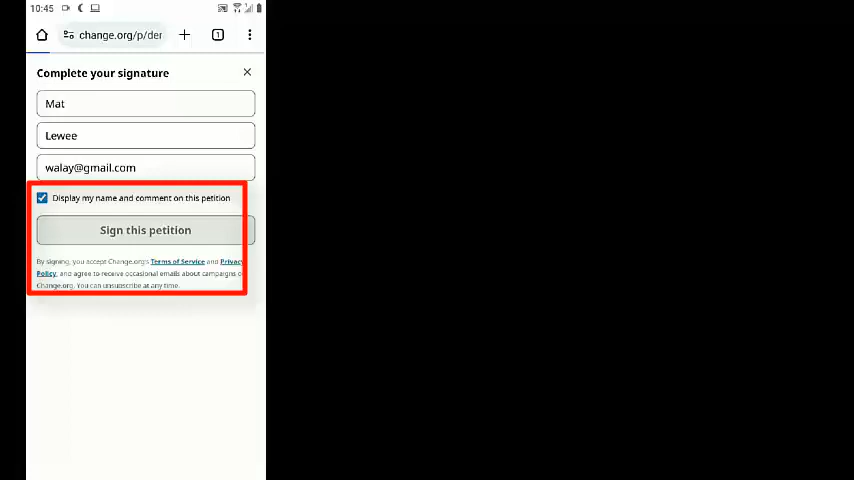 10:45
change.org/p/der
1
Complete your signature
Mat
Lewee
walay@gmail.com
Display my name and comment on this petition
Sign this petition
By signing, you accept Change.org's Terms of Service and Privacy
Policy, and agree to receive occasional emails about campaigns o
Change.org. You can unsubscribe at any time.